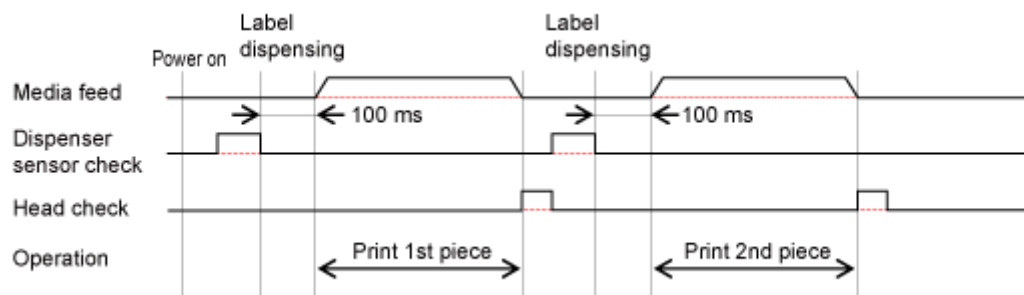 Label
dispensing
Label
dispensing
Power on
Media feed
100 ms
100 ms
Dispenser
sensor check
Head check
Operation
Print 1st piece
Print 2nd piece